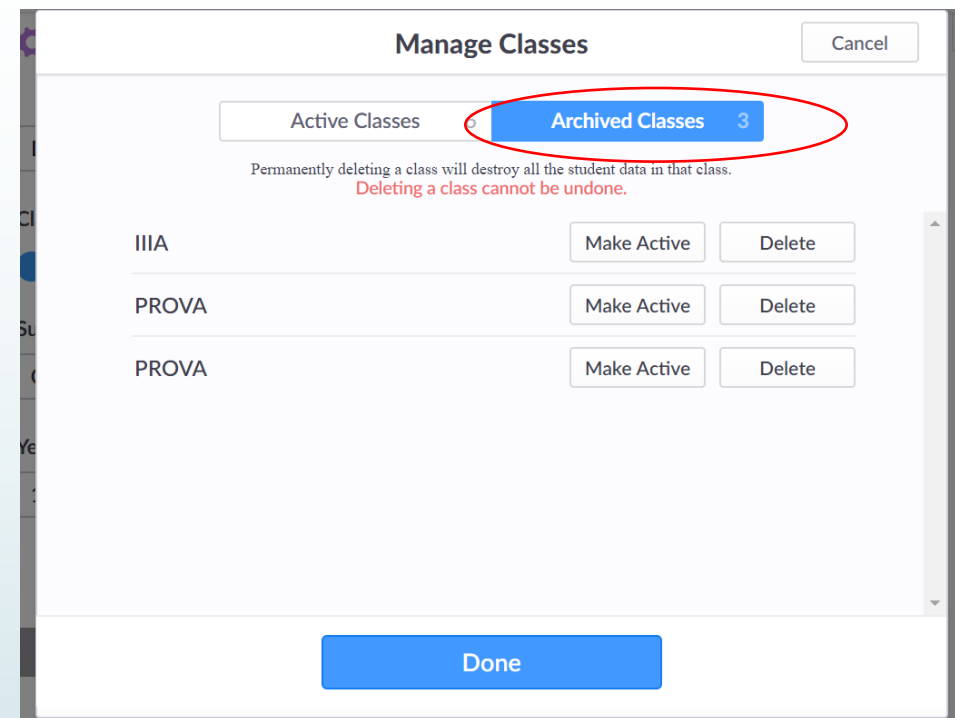 Manage Classes
Cancel
Active Classes
Archived Classes 3
Permanently deleting a class will destroy all the student data in that class.
Deleting a class cannot be undone.
IIIA Make Active Delete
PROVA Make Active Delete
PROVA Make Active Delete
Done